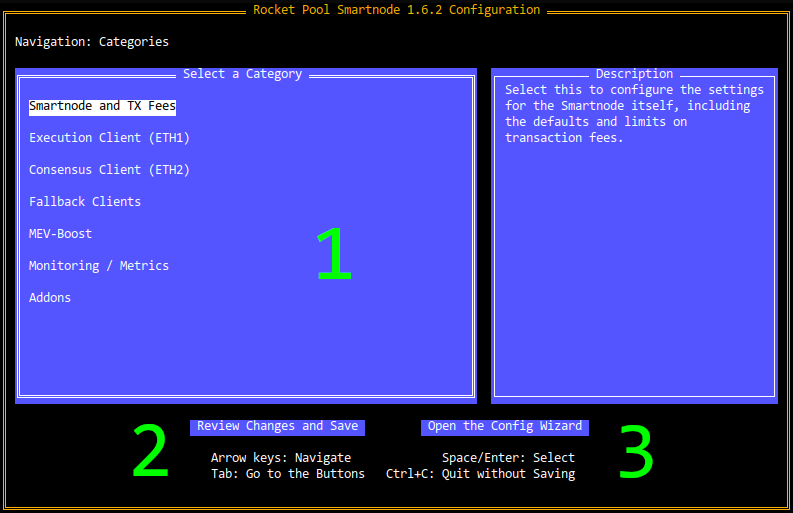 Rocket Pool Smartnode 1.6.2 Configuration
Navigation: Categories
Select a Category
Smartnode and TX Fees
Execution Client (ETH1)
Consensus Client (ETH2)
Fallback Clients
MEV-Boost
Monitoring / Metrics
Addons
1
Description
Select this to configure the settings
for the Smartnode itself, including
the defaults and limits on
transaction fees.
2
Review Changes and Save
Open the Config Wizard
3
Arrow keys: Navigate
Space/Enter: Select
Tab: Go to the Buttons
Ctrl+C: Quit without Saving